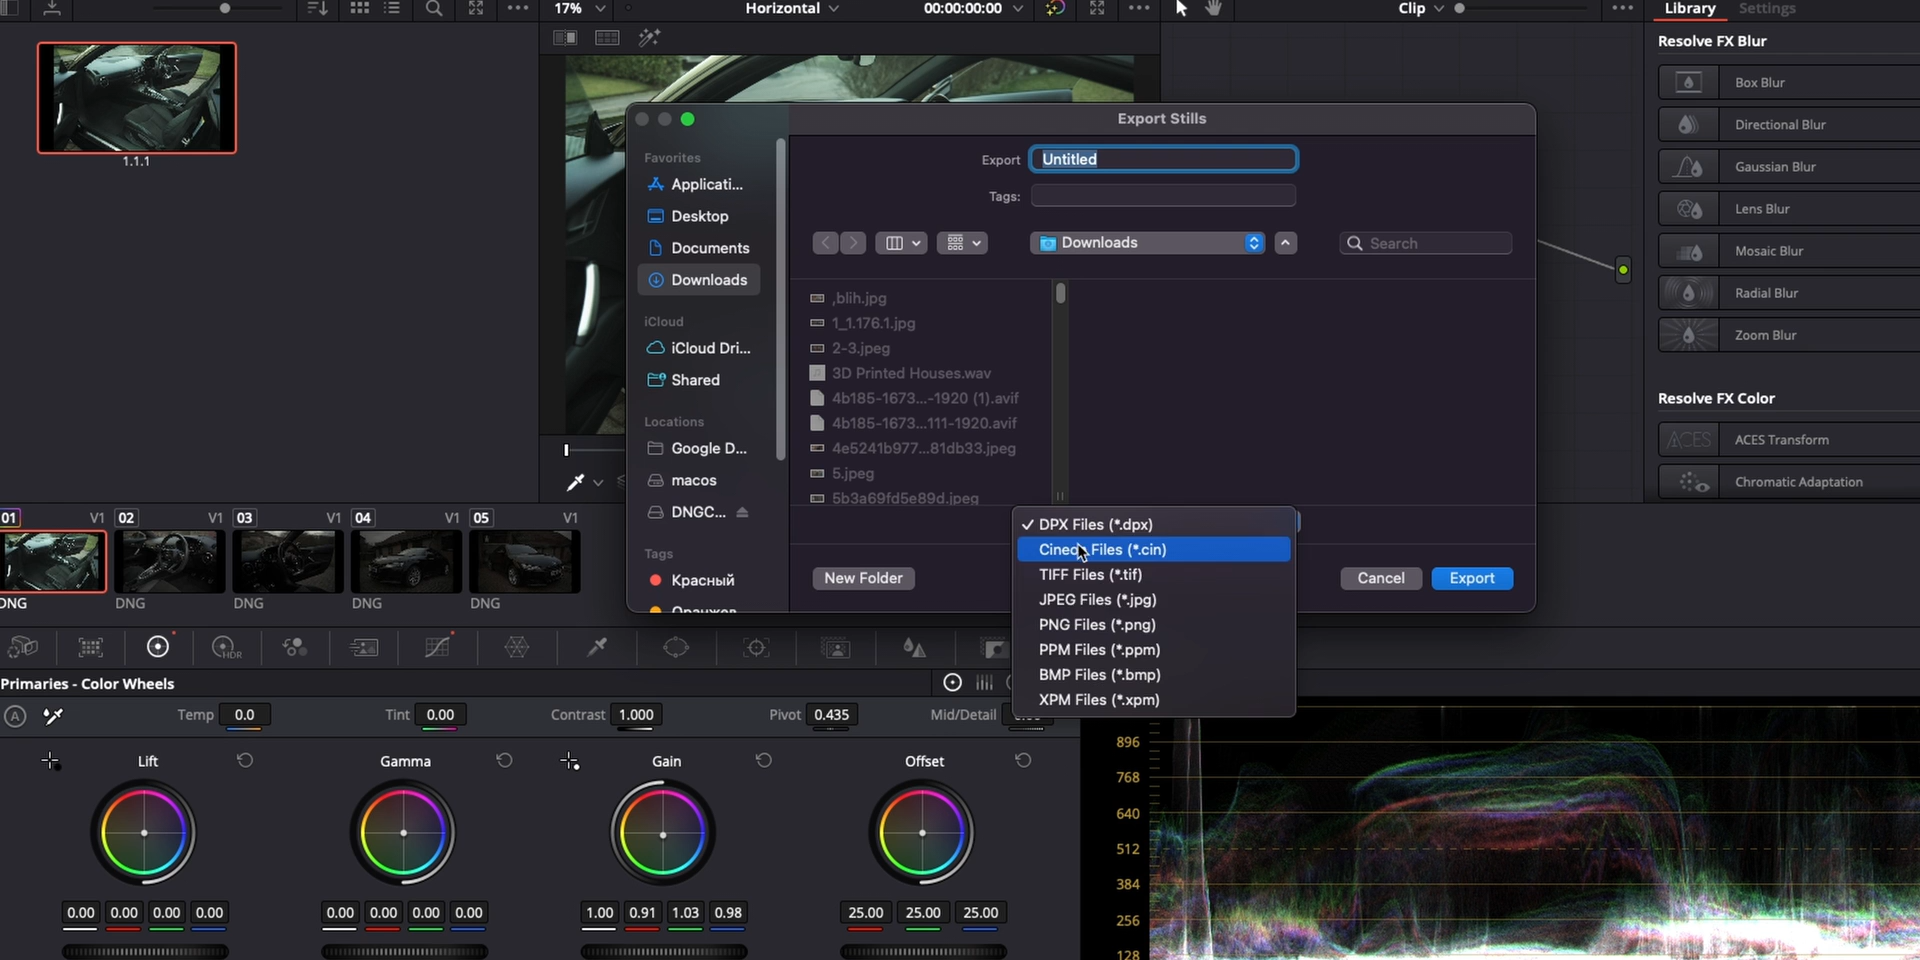 17%
Horizontal
00:00:00:00
Clip
Library
Settings
Resolve FX Blur
Box Blur
Directional Blur
Gaussian Blur
Lens Blur
Mosaic Blur
Radial Blur
Zoom Blur
Resolve FX Color
ACES
ACES Transform
Chromatic Adaptation
1.1.1
Export Stills
Favorites
Applicati...
Desktop
Documents
Downloads
iCloud
iCloud Dri...
Shared
Locations
Google D...
macos
DNGC...
Tags
Красный
Оранжев
Export
Untitled
Tags:
Downloads
Search
,blih.jpg
1_1.176.1.jpg
2-3.jpeg
3D Printed Houses.wav
4b185-1673...-1920 (1).avif
4b185-1673...111-1920.avif
4e5241b977...81db33.jpeg
5.jpeg
5b3a69fd5e89d.jpeg
DPX Files (*.dpx)
Files (*.cin)
TIFF Files (*.tif)
JPEG Files (*.jpg)
PNG Files (*.png)
PPM Files (*.ppm)
BMP Files (*.bmp)
XPM Files (*.xpm)
New Folder
Cancel
Export
01 V1 02 V1 03 V1 04 V1 05 V1
DNG DNG DNG DNG DNG
HDR
Primaries - Color Wheels
A
Temp 0.0
Tint 0.00
Contrast 1.000
Pivot 0.435
Mid/Detail
Lift
Gamma
Gain
Offset
0.00 0.00 0.00 0.00
0.00 0.00 0.00 0.00
1.00 0.91 1.03 0.98
25.00 25.00 25.00
896
768
640
512
384
256
128